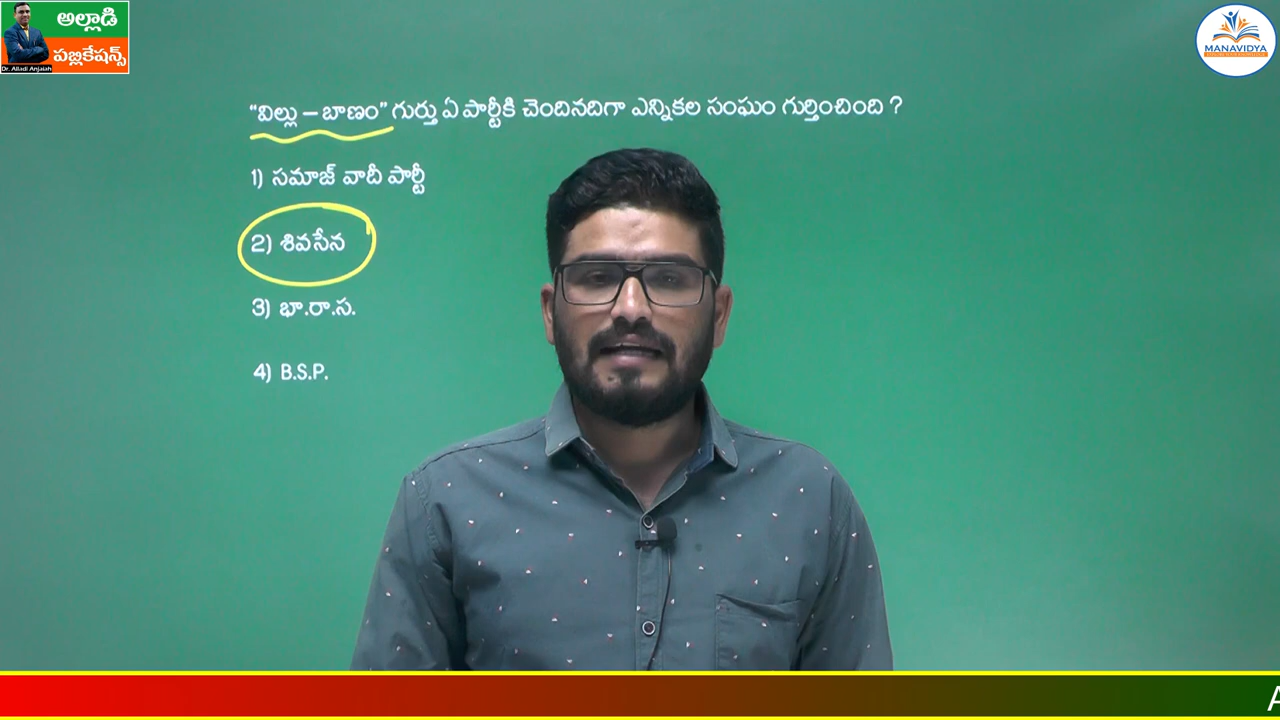 అల్లాడి
పబ్లికేషన్స్
Dr. Alladi Anjaiah
MANAVIDYA
"విల్లు – బాణం" గుర్తు ఏ పార్టీకి చెందినదిగా ఎన్నికల సంఘం గుర్తించింది ?
1) సమాజ్ వాదీ పార్టీ
2) శివసేన
3) భా.రా.స.
4) B.S.P.